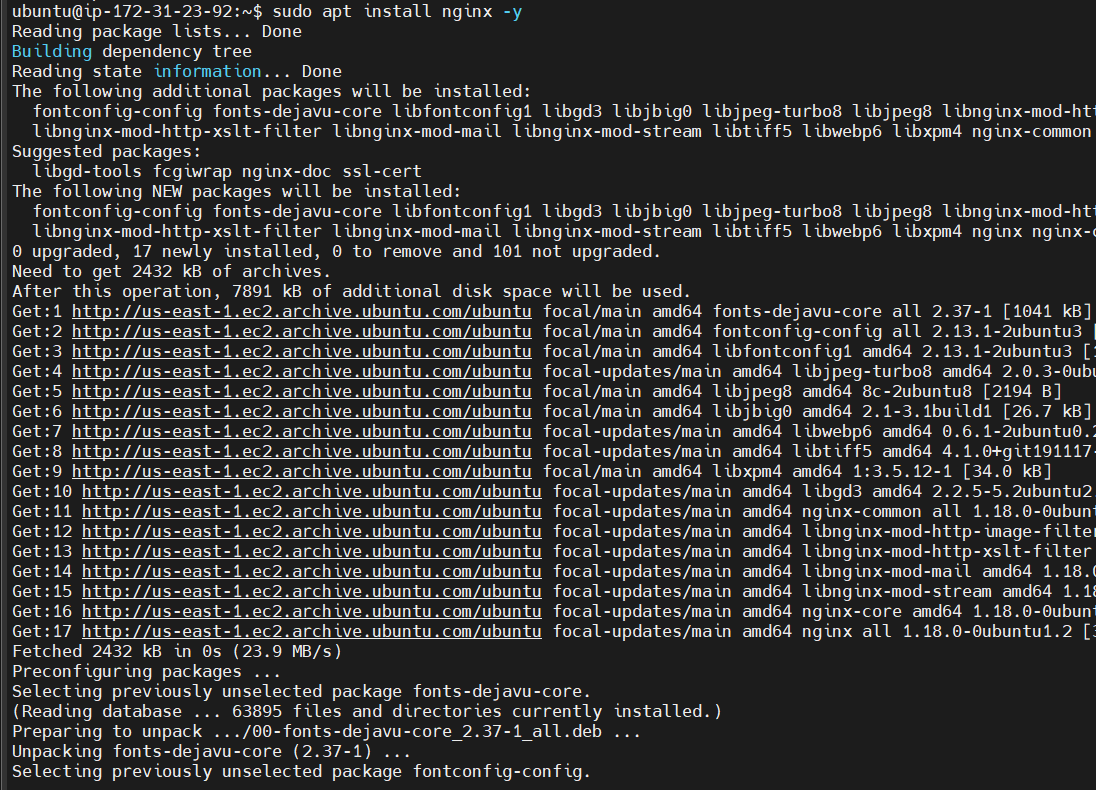 ubuntu@ip-172-31-23-92:~$ sudo apt install nginx -y
Reading package lists... Done
Building dependency tree
Reading state information... Done
The following additional packages will be installed:
  fontconfig-config fonts-dejavu-core libfontconfig1 libgd3 libjbig0 libjpeg-turbo8 libjpeg8 libnginx-mod-htt
  libnginx-mod-http-xslt-filter libnginx-mod-mail libnginx-mod-stream libtiff5 libwebp6 libxpm4 nginx-common
Suggested packages:
  libgd-tools fcgiwrap nginx-doc ssl-cert
The following NEW packages will be installed:
  fontconfig-config fonts-dejavu-core libfontconfig1 libgd3 libjbig0 libjpeg-turbo8 libjpeg8 libnginx-mod-htt
  libnginx-mod-http-xslt-filter libnginx-mod-mail libnginx-mod-stream libtiff5 libwebp6 libxpm4 nginx nginx-c
0 upgraded, 17 newly installed, 0 to remove and 101 not upgraded.
Need to get 2432 kB of archives.
After this operation, 7891 kB of additional disk space will be used.
Get:1 http://us-east-1.ec2.archive.ubuntu.com/ubuntu focal/main amd64 fonts-dejavu-core all 2.37-1 [1041 kB]
Get:2 http://us-east-1.ec2.archive.ubuntu.com/ubuntu focal/main amd64 fontconfig-config all 2.13.1-2ubuntu3 [
Get:3 http://us-east-1.ec2.archive.ubuntu.com/ubuntu focal/main amd64 libfontconfig1 amd64 2.13.1-2ubuntu3 [1
Get:4 http://us-east-1.ec2.archive.ubuntu.com/ubuntu focal-updates/main amd64 libjpeg-turbo8 amd64 2.0.3-0ubu
Get:5 http://us-east-1.ec2.archive.ubuntu.com/ubuntu focal/main amd64 libjpeg8 amd64 8c-2ubuntu8 [2194 B]
Get:6 http://us-east-1.ec2.archive.ubuntu.com/ubuntu focal/main amd64 libjbig0 amd64 2.1-3.1build1 [26.7 kB]
Get:7 http://us-east-1.ec2.archive.ubuntu.com/ubuntu focal-updates/main amd64 libwebp6 amd64 0.6.1-2ubuntu0.2
Get:8 http://us-east-1.ec2.archive.ubuntu.com/ubuntu focal-updates/main amd64 libtiff5 amd64 4.1.0+git191117-
Get:9 http://us-east-1.ec2.archive.ubuntu.com/ubuntu focal/main amd64 libxpm4 amd64 1:3.5.12-1 [34.0 kB]
Get:10 http://us-east-1.ec2.archive.ubuntu.com/ubuntu focal-updates/main amd64 libgd3 amd64 2.2.5-5.2ubuntu2.
Get:11 http://us-east-1.ec2.archive.ubuntu.com/ubuntu focal-updates/main amd64 nginx-common all 1.18.0-0ubunt
Get:12 http://us-east-1.ec2.archive.ubuntu.com/ubuntu focal-updates/main amd64 libnginx-mod-http-image-filter
Get:13 http://us-east-1.ec2.archive.ubuntu.com/ubuntu focal-updates/main amd64 libnginx-mod-http-xslt-filter
Get:14 http://us-east-1.ec2.archive.ubuntu.com/ubuntu focal-updates/main amd64 libnginx-mod-mail amd64 1.18.0
Get:15 http://us-east-1.ec2.archive.ubuntu.com/ubuntu focal-updates/main amd64 libnginx-mod-stream amd64 1.18
Get:16 http://us-east-1.ec2.archive.ubuntu.com/ubuntu focal-updates/main amd64 nginx-core amd64 1.18.0-0ubunt
Get:17 http://us-east-1.ec2.archive.ubuntu.com/ubuntu focal-updates/main amd64 nginx all 1.18.0-0ubuntu1.2 [3
Fetched 2432 kB in 0s (23.9 MB/s)
Preconfiguring packages ...
Selecting previously unselected package fonts-dejavu-core.
(Reading database ... 63895 files and directories currently installed.)
Preparing to unpack .../00-fonts-dejavu-core_2.37-1_all.deb ...
Unpacking fonts-dejavu-core (2.37-1) ...
Selecting previously unselected package fontconfig-config.